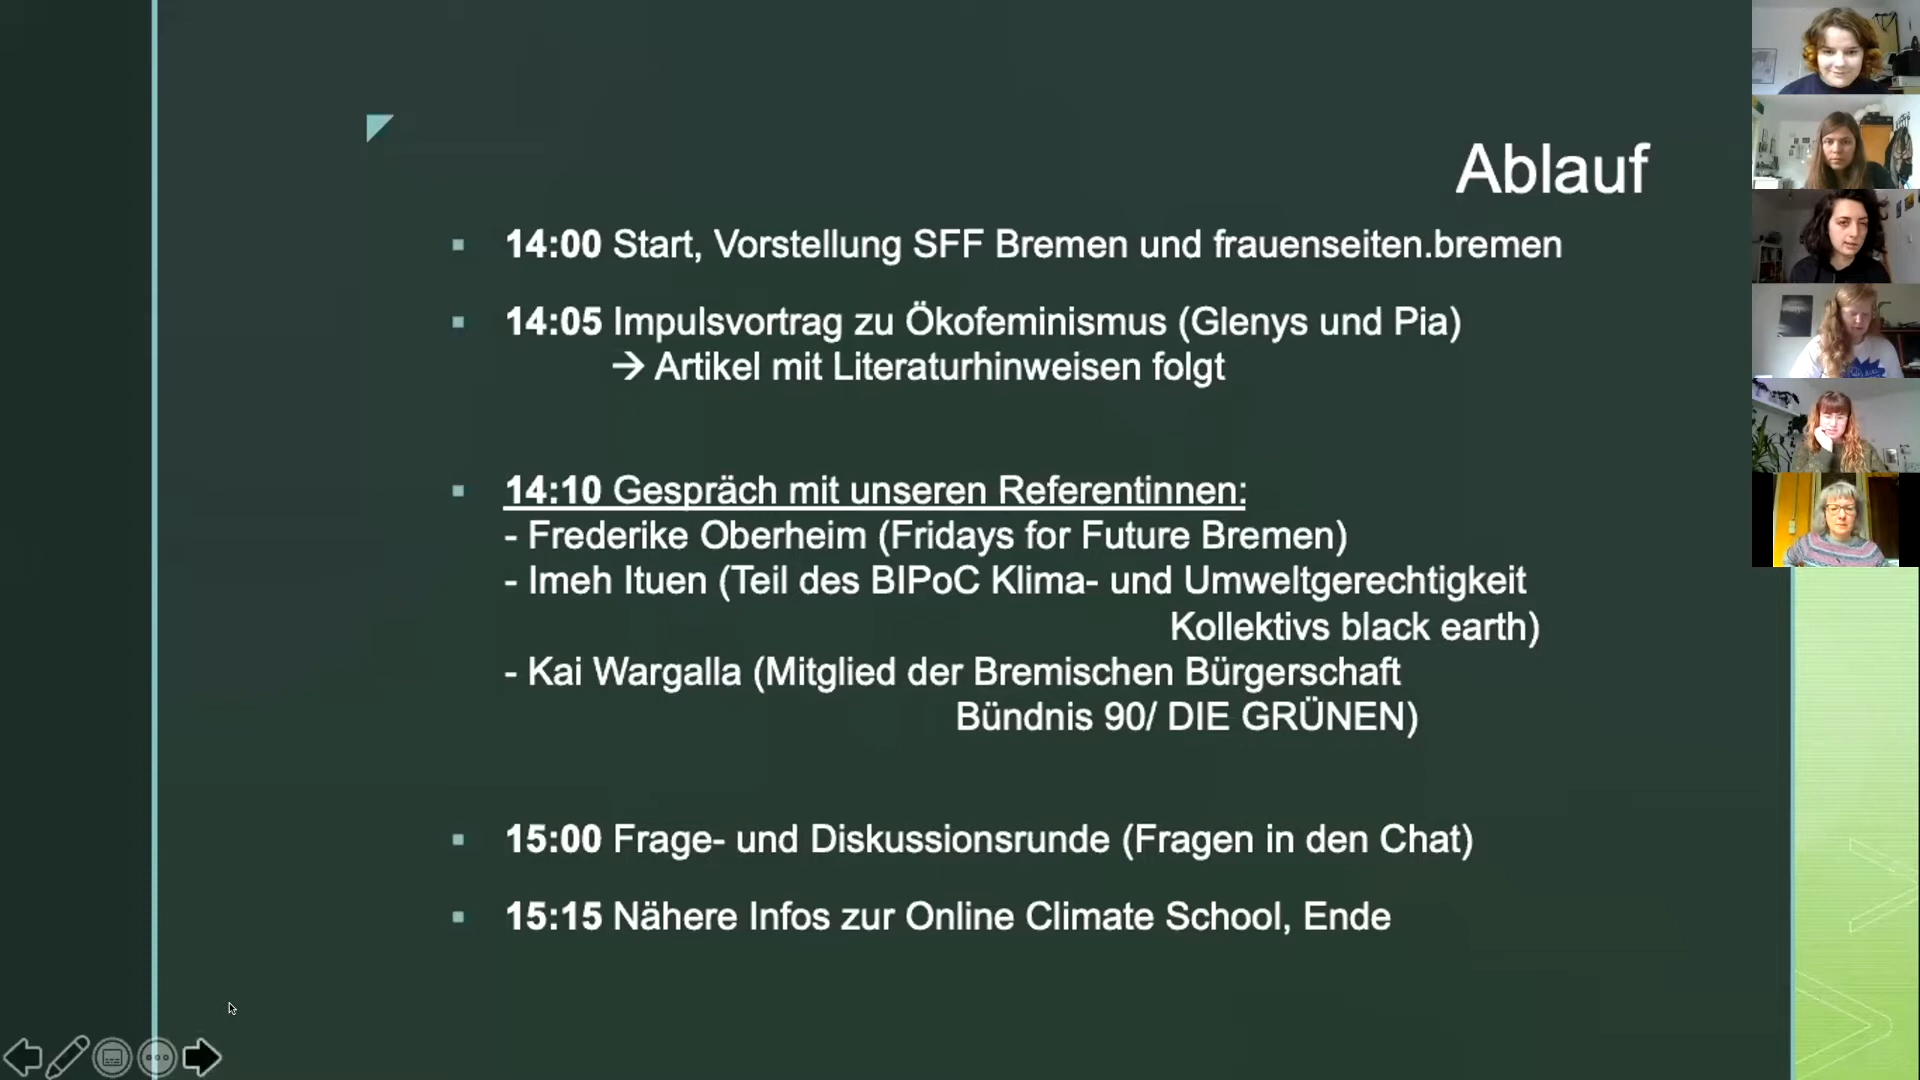 Ablauf
14:00 Start, Vorstellung SFF Bremen und frauenseiten.bremen
14:05 Impulsvortrag zu Ökofeminismus (Glenys und Pia)
→ Artikel mit Literaturhinweisen folgt
14:10 Gespräch mit unseren Referentinnen:
- Frederike Oberheim (Fridays for Future Bremen)
- Imeh Ituen (Teil des BIPoC Klima- und Umweltgerechtigkeit
Kollektivs black earth)
- Kai Wargalla (Mitglied der Bremischen Bürgerschaft
Bündnis 90/ DIE GRÜNEN)
15:00 Frage- und Diskussionsrunde (Fragen in den Chat)
15:15 Nähere Infos zur Online Climate School, Ende